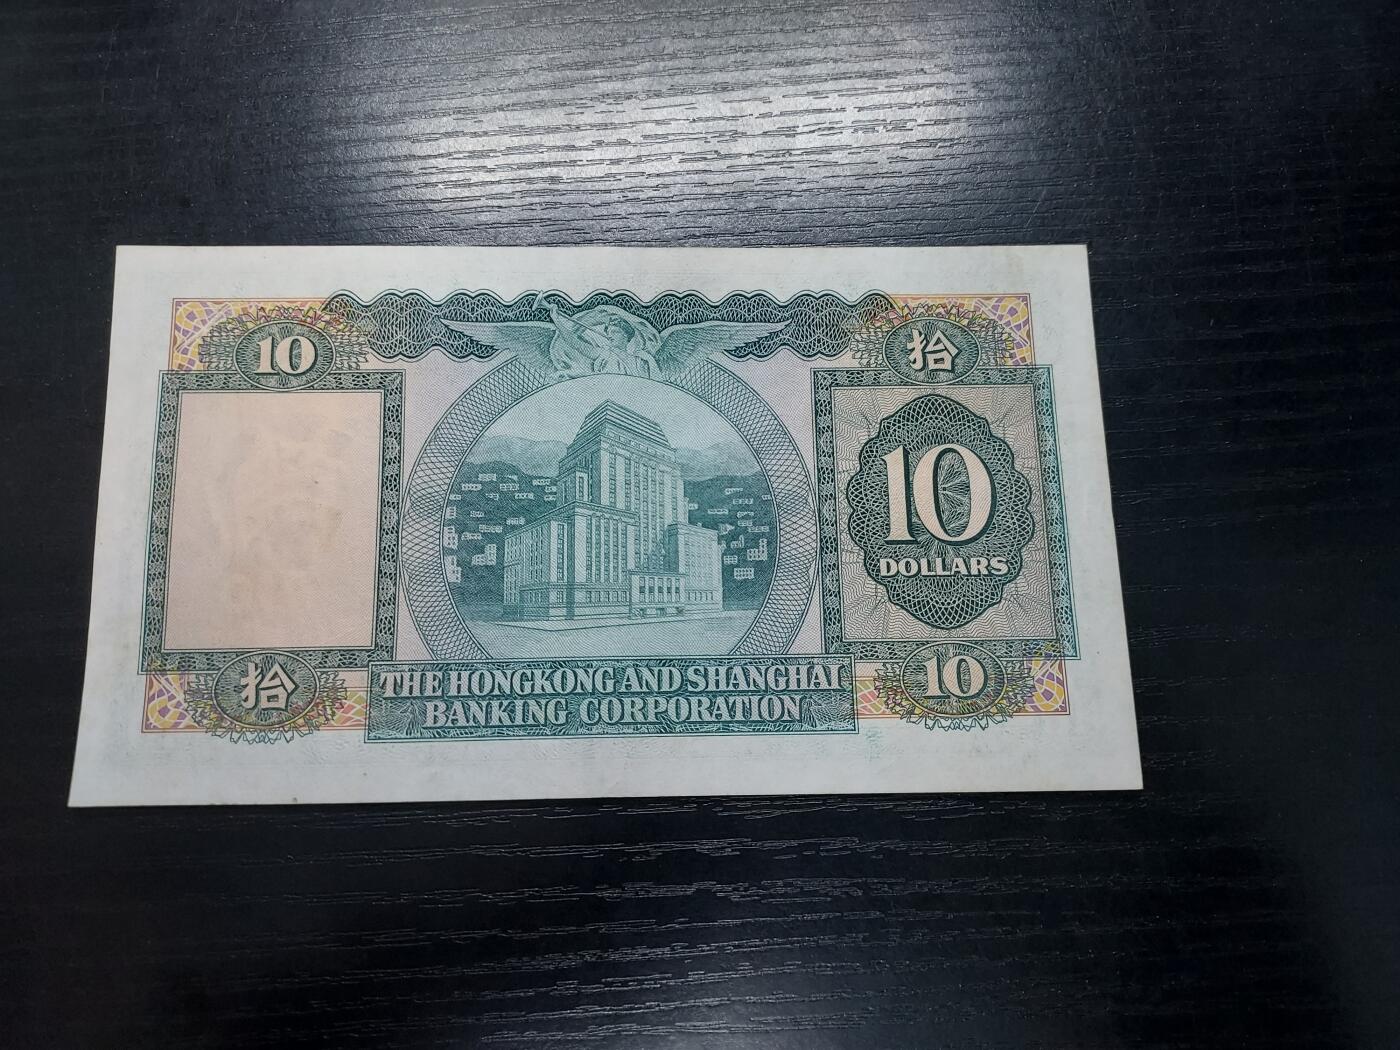 10
拾
10
DOLLARS
拾
10
THE HONGKONG AND SHANGHAI
BANKING CORPORATION